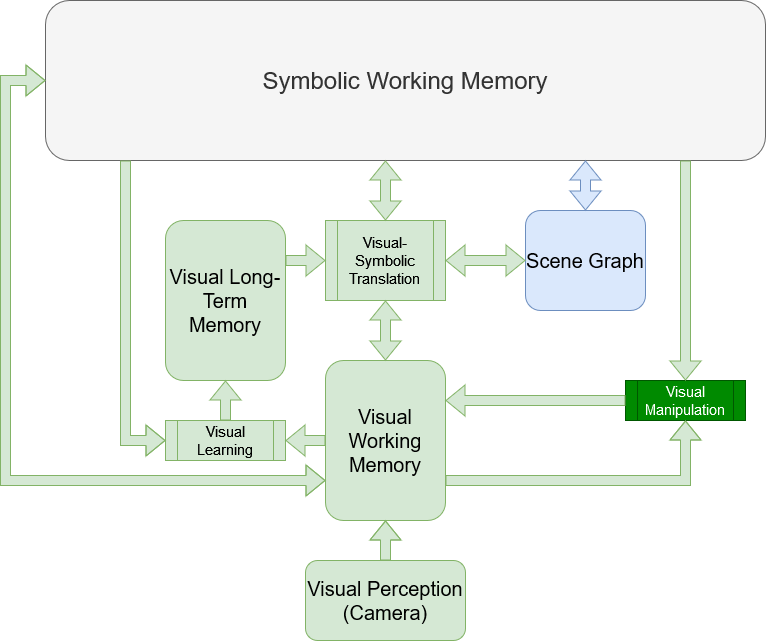 Symbolic Working Memory
Visual-
Symbolic
Translation
Scene Graph
Visual Long-
Term
Memory
Visual
Manipulation
Visual
Working
Memory
Visual
Learning
Visual Perception
(Camera)